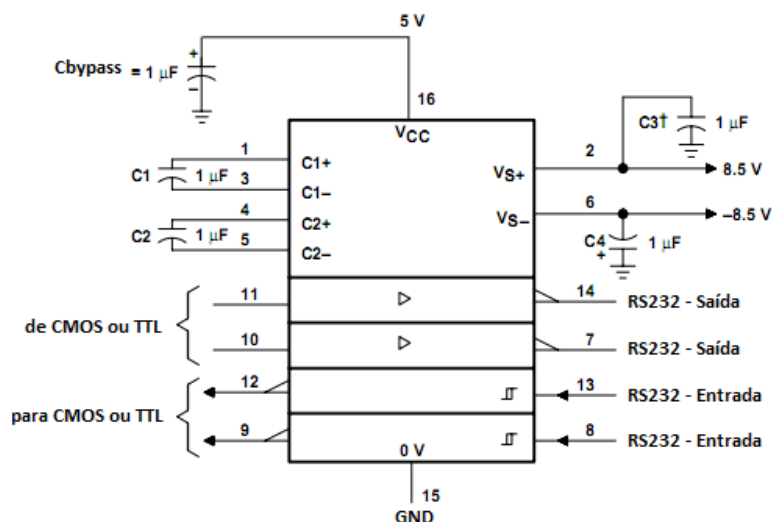 5 V
Cbypass = 1 µF
+
−
16
VCC
C3† 1 µF
1
C1+
C1 1 µF
3
C1−
VS+
2
8.5 V
4
C2+
C2 1 µF
5
C2−
VS−
6
−8.5 V
C4 1 µF
+
11
14
RS232 - Saída
de CMOS ou TTL
10
7
RS232 - Saída
12
13
RS232 - Entrada
para CMOS ou TTL
9
8
RS232 - Entrada
0 V
15
GND